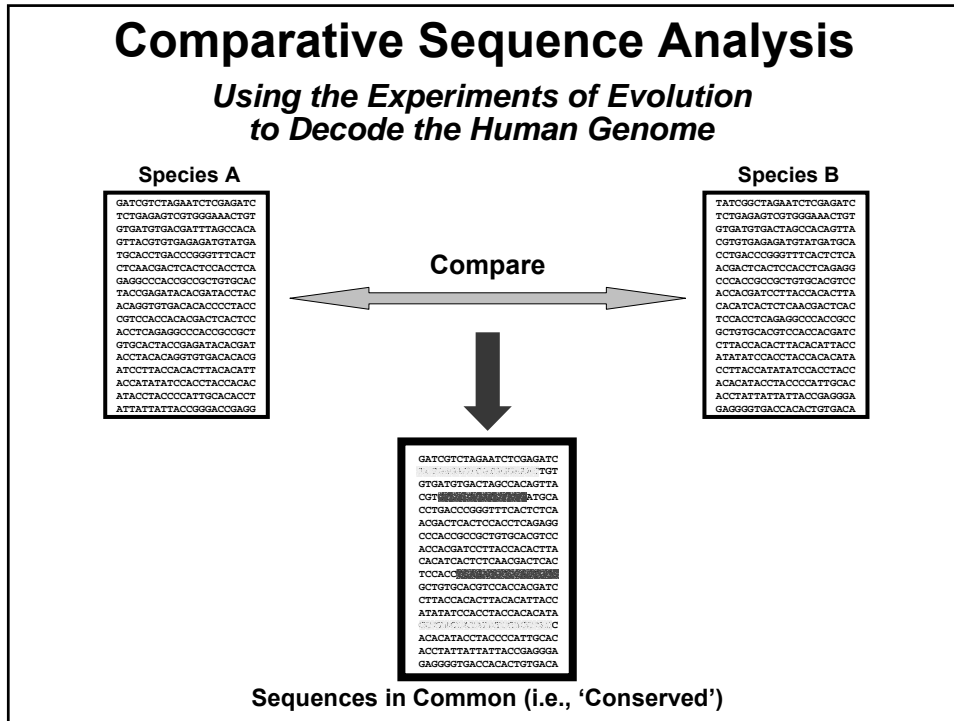 Comparative Sequence Analysis
Using the Experiments of Evolution
to Decode the Human Genome
Species A
GATCGTCTAGAATCTCGAGATC
TCTGAGAGTCGTGGGAAACTGT
GTGATGTGACGATTTAGCCACA
GTTACGTGTGAGAGATGTATGA
TGCACCTGACCCGGGTTTCACT
CTCAACGACTCACTCCACCTCA
GAGGCCCACCGCCGCTGTGCAC
TACCGAGATACACGATACCTAC
ACAGGTGTGACACACCCCTACC
CGTCCACCACACGACTCACTCC
ACCTCAGAGGCCCACCGCCGCT
GTGCACTACCGAGATACACGAT
ACCTACACAGGTGTGACACACG
ATCCTTACCACACTTACACATT
ACCATATATCCACCTACCACAC
ATACCTACCCCATTGCACACCT
ATTATTATTACCGGGACCGAGG
Species B
TATCGGCTAGAATCTCGAGATC
TCTGAGAGTCGTGGGAAACTGT
GTGATGTGACTAGCCACAGTTA
CGTGTGAGAGATGTATGATGCA
CCTGACCCGGGTTTCACTCTCA
ACGACTCACTCCACCTCAGAGG
CCCACCGCCGCTGTGCACGTCC
ACCACGATCCTTACCACACTTA
CACATCACTCTCAACGACTCAC
TCCACCTCAGAGGCCCACCGCC
GCTGTGCACGTCCACCACGATC
CTTACCACACTTACACATTACC
ATATATCCACCTACCACACATA
CCTTACCATATATCCACCTACC
ACACATACCTACCCCATTGCAC
ACCTATTATTATTACCGAGGGA
GAGGGGTGACCACACTGTGACA
Compare
GATCGTCTAGAATCTCGAGATC
TGT
GTGATGTGACTAGCCACAGTTA
CGT ATGCA
CCTGACCCGGGTTTCACTCTCA
ACGACTCACTCCACCTCAGAGG
CCCACCGCCGCTGTGCACGTCC
ACCACGATCCTTACCACACTTA
CACATCACTCTCAACGACTCAC
TCCACC
GCTGTGCACGTCCACCACGATC
CTTACCACACTTACACATTACC
ATATATCCACCTACCACACATA
C
ACACATACCTACCCCATTGCAC
ACCTATTATTATTACCGAGGGA
GAGGGGTGACCACACTGTGACA
Sequences in Common (i.e., ‘Conserved’)